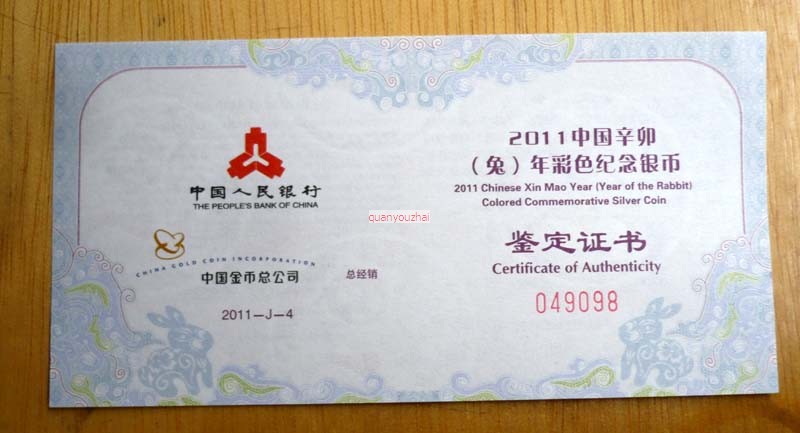 中国人民银行
THE PEOPLE'S BANK OF CHINA
CHINA GOLD COIN INCORPORATION
中国金币总公司
总经销
2011-J-4
2011中国辛卯
（兔）年彩色纪念银币
2011 Chinese Xin Mao Year (Year of the Rabbit)
Colored Commemorative Silver Coin
quanyouzhai
鉴定证书
Certificate of Authenticity
049098